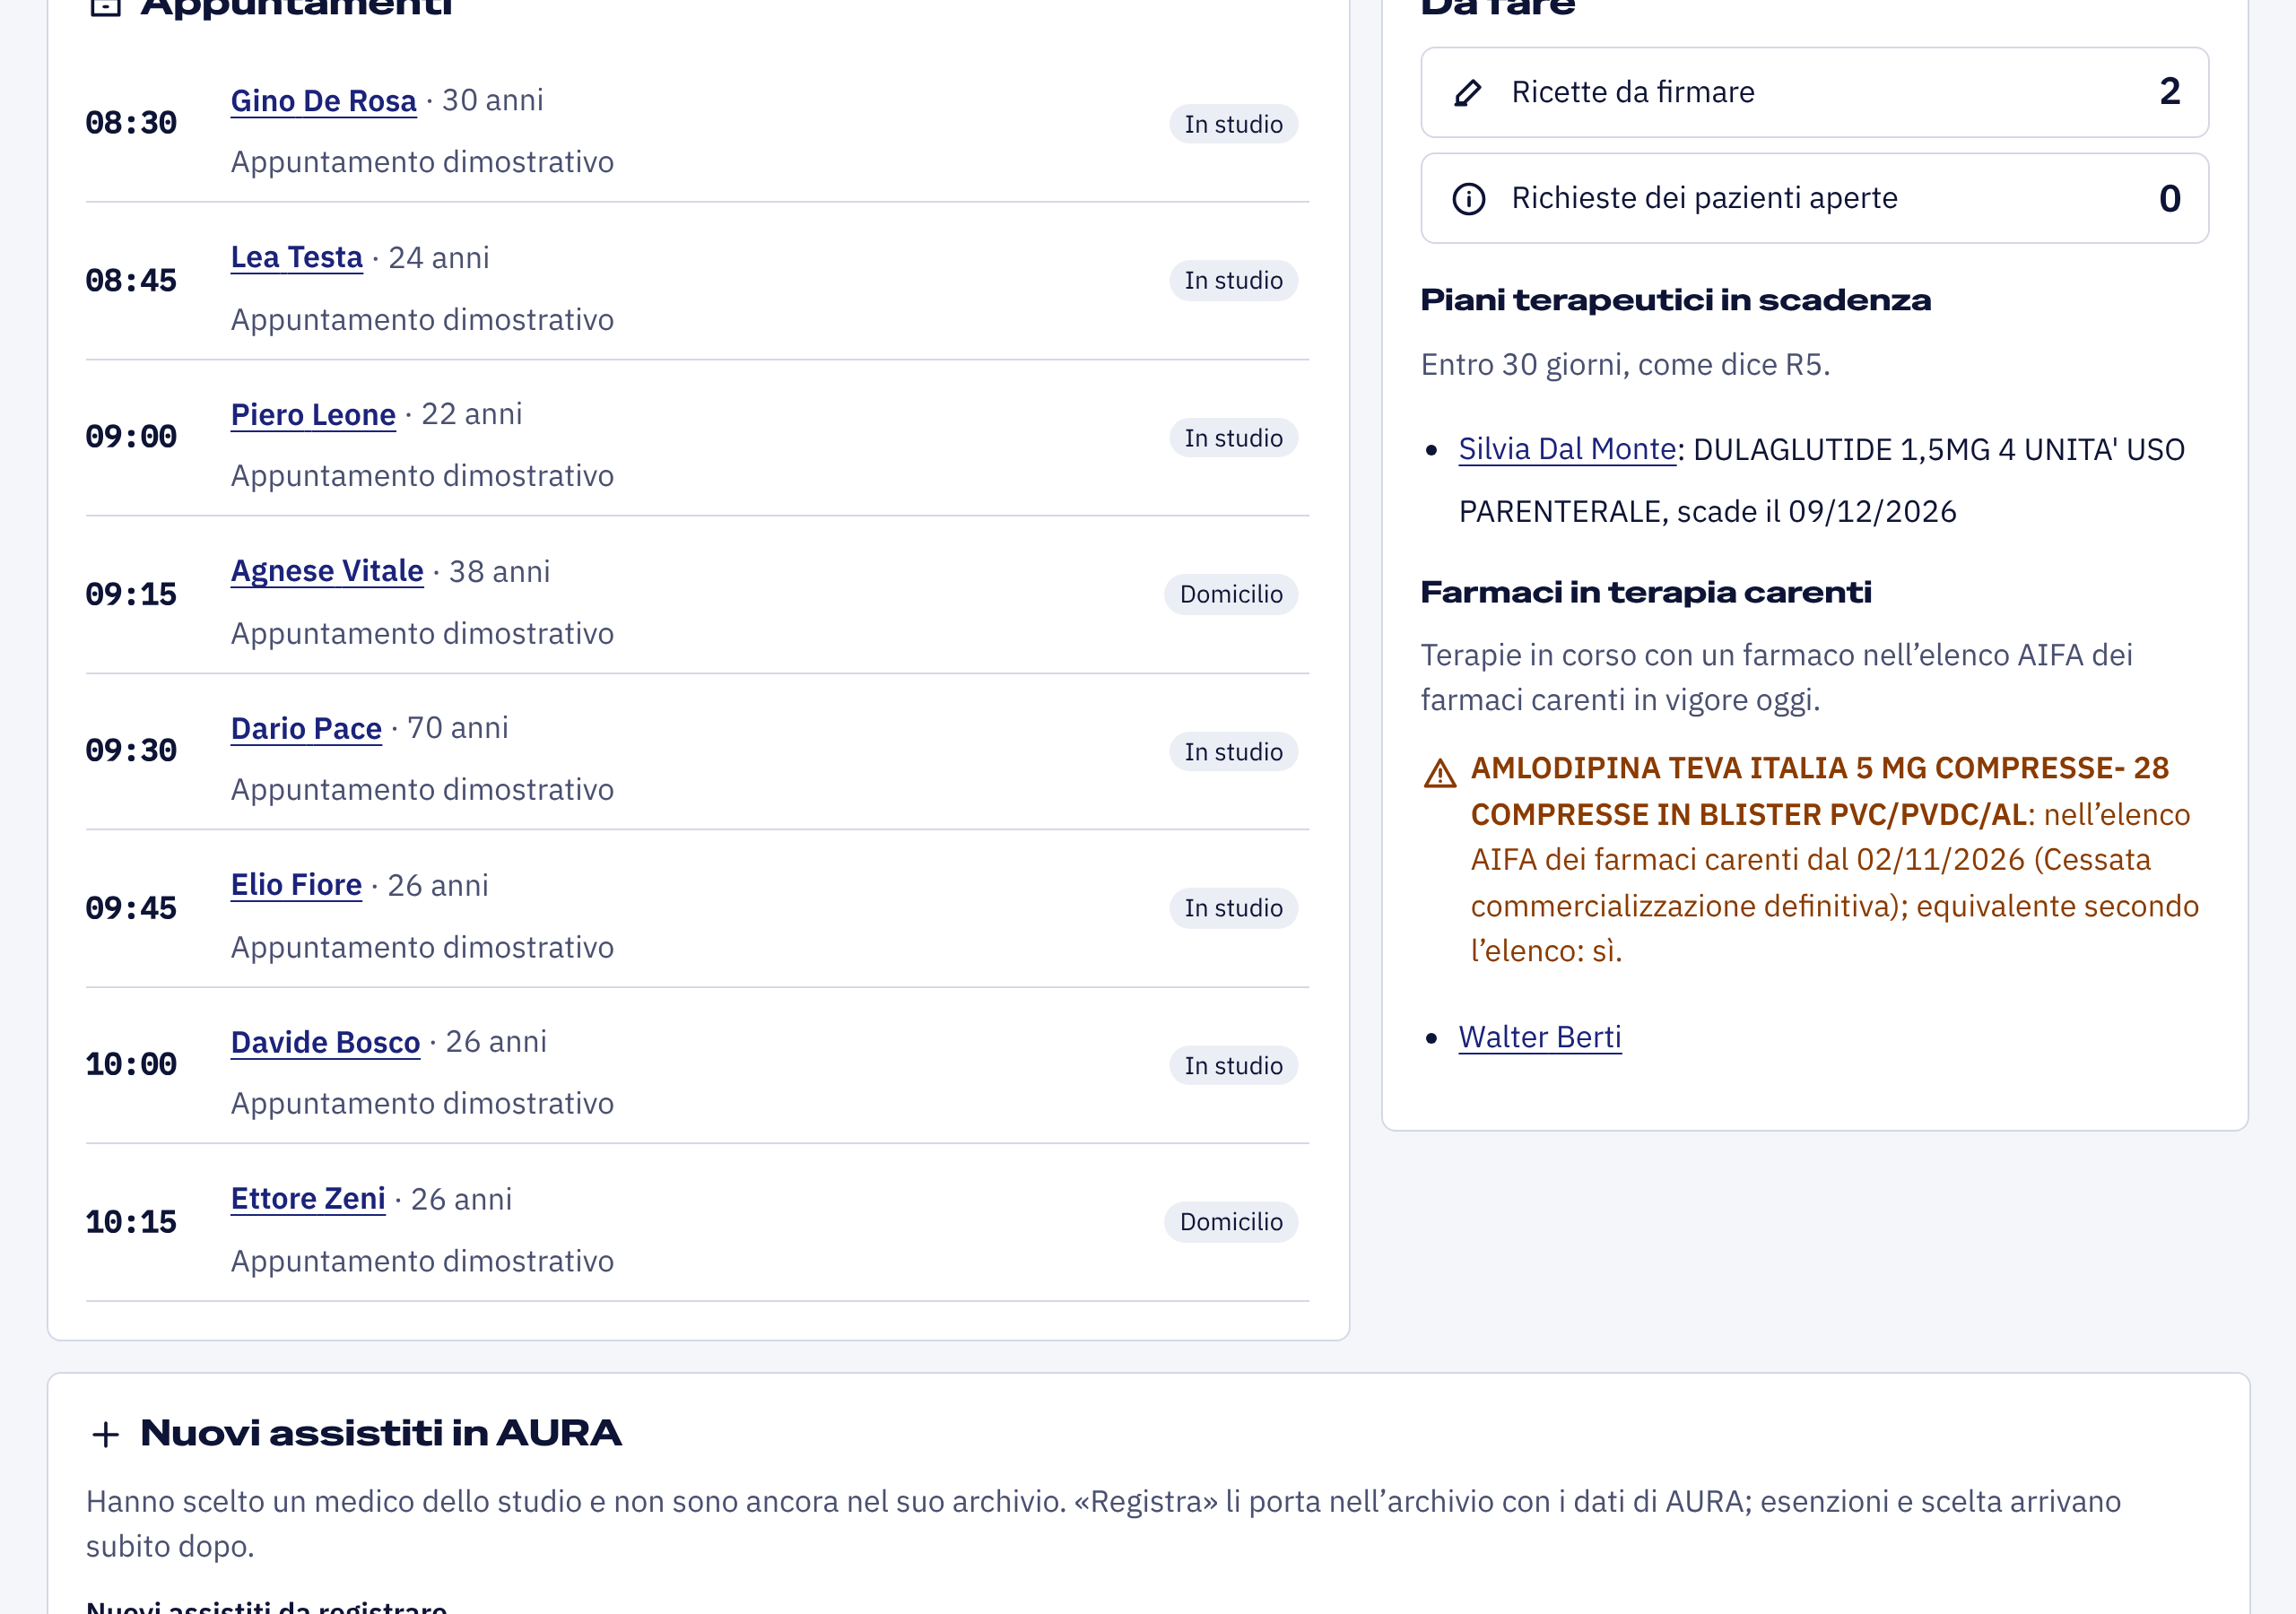 Appuntamenti
08:30
Gino De Rosa · 30 anni
Appuntamento dimostrativo
In studio
08:45
Lea Testa · 24 anni
Appuntamento dimostrativo
In studio
09:00
Piero Leone · 22 anni
Appuntamento dimostrativo
In studio
09:15
Agnese Vitale · 38 anni
Appuntamento dimostrativo
Domicilio
09:30
Dario Pace · 70 anni
Appuntamento dimostrativo
In studio
09:45
Elio Fiore · 26 anni
Appuntamento dimostrativo
In studio
10:00
Davide Bosco · 26 anni
Appuntamento dimostrativo
In studio
10:15
Ettore Zeni · 26 anni
Appuntamento dimostrativo
Domicilio
Da fare
Ricette da firmare 2
Richieste dei pazienti aperte 0
Piani terapeutici in scadenza
Entro 30 giorni, come dice R5.
• Silvia Dal Monte: DULAGLUTIDE 1,5MG 4 UNITA' USO
PARENTERALE, scade il 09/12/2026
Farmaci in terapia carenti
Terapie in corso con un farmaco nell’elenco AIFA dei
farmaci carenti in vigore oggi.
AMLODIPINA TEVA ITALIA 5 MG COMPRESSE- 28
COMPRESSE IN BLISTER PVC/PVDC/AL: nell’elenco
AIFA dei farmaci carenti dal 02/11/2026 (Cessata
commercializzazione definitiva); equivalente secondo
l’elenco: sì.
• Walter Berti
Nuovi assistiti in AURA
Hanno scelto un medico dello studio e non sono ancora nel suo archivio. «Registra» li porta nell’archivio con i dati di AURA; esenzioni e scelta arrivano
subito dopo.
Nuovi assistiti da registrare